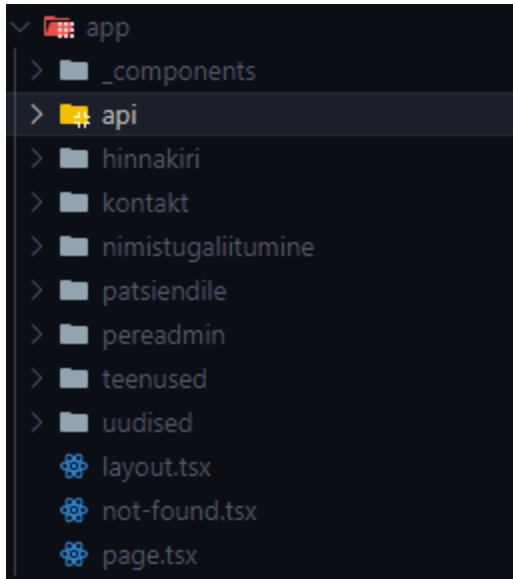 app
_components
api
hinnakiri
kontakt
nimistugaliitumine
patsiendile
pereadmin
teenused
uudised
layout.tsx
not-found.tsx
page.tsx